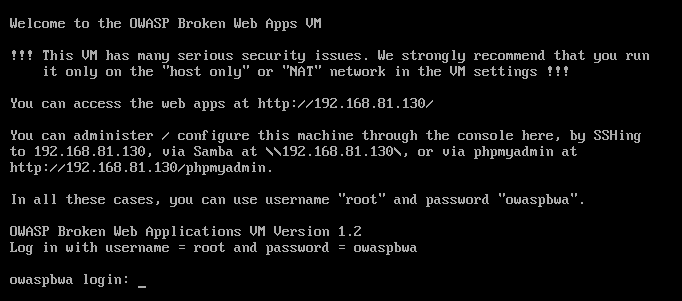 Welcome to the OWASP Broken Web Apps VM
!!! This VM has many serious security issues. We strongly recommend that you run
it only on the "host only" or "NAT" network in the VM settings !!!
You can access the web apps at http://192.168.81.130/
You can administer / configure this machine through the console here, by SSHing
to 192.168.81.130, via Samba at \\192.168.81.130\, or via phpmyadmin at
http://192.168.81.130/phpmyadmin.
In all these cases, you can use username "root" and password "owaspbwa".
OWASP Broken Web Applications VM Version 1.2
Log in with username = root and password = owaspbwa
owaspbwa login: _